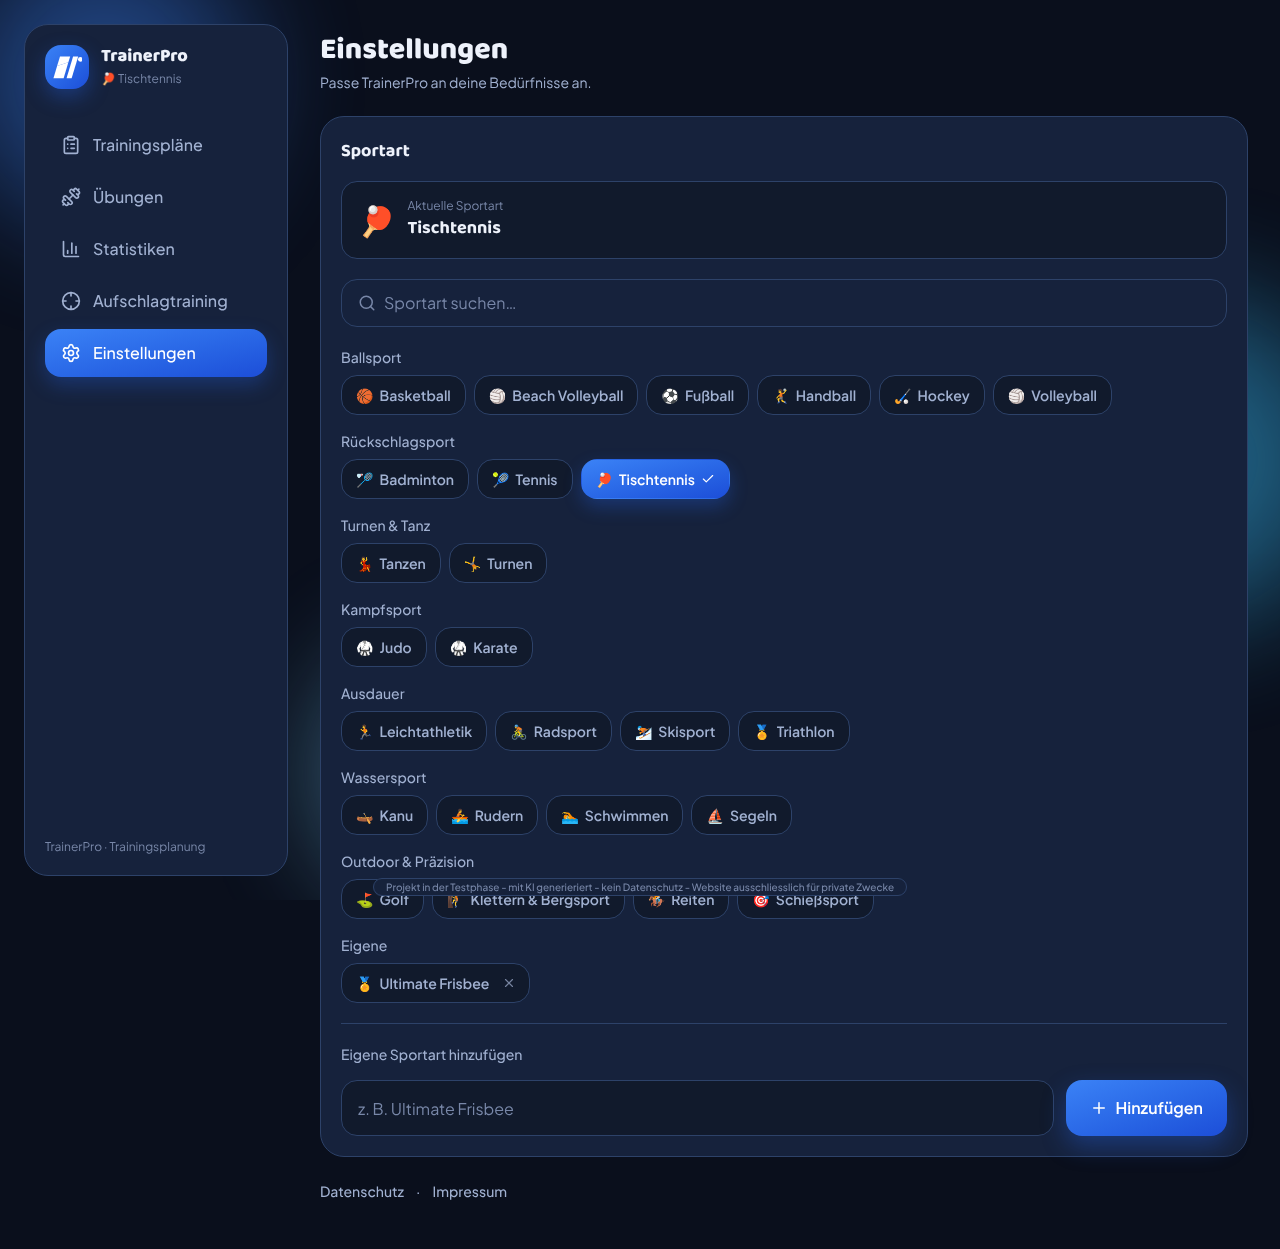 TrainerPro
Tischtennis
Trainingspläne
Übungen
Statistiken
Aufschlagtraining
Einstellungen
TrainerPro · Trainingsplanung
Einstellungen
Passe TrainerPro an deine Bedürfnisse an.
Sportart
Aktuelle Sportart
Tischtennis
Sportart suchen…
Ballsport
Basketball Beach Volleyball Fußball Handball Hockey Volleyball
Rückschlagsport
Badminton Tennis Tischtennis
Turnen & Tanz
Tanzen Turnen
Kampfsport
Judo Karate
Ausdauer
Leichtathletik Radsport Skisport Triathlon
Wassersport
Kanu Rudern Schwimmen Segeln
Outdoor & Präzision
Projekt in der Testphase – mit KI generieriert – kein Datenschutz – Website ausschliesslich für private Zwecke
Golf Klettern & Bergsport Reiten Schießsport
Eigene
Ultimate Frisbee
Eigene Sportart hinzufügen
z. B. Ultimate Frisbee
Hinzufügen
Datenschutz · Impressum